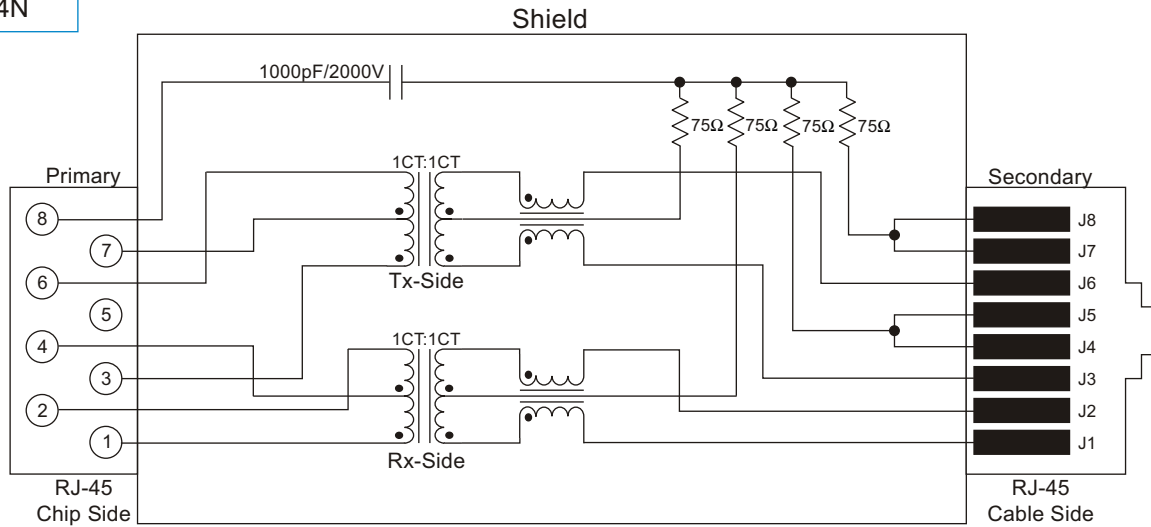 4N
Shield
1000pF/2000V
75Ω 75Ω 75Ω 75Ω
1CT:1CT
Primary
Secondary
8
J8
7
J7
6
J6
Tx-Side
5
J5
1CT:1CT
4
J4
3
J3
2
J2
1
J1
Rx-Side
RJ-45
Chip Side
RJ-45
Cable Side